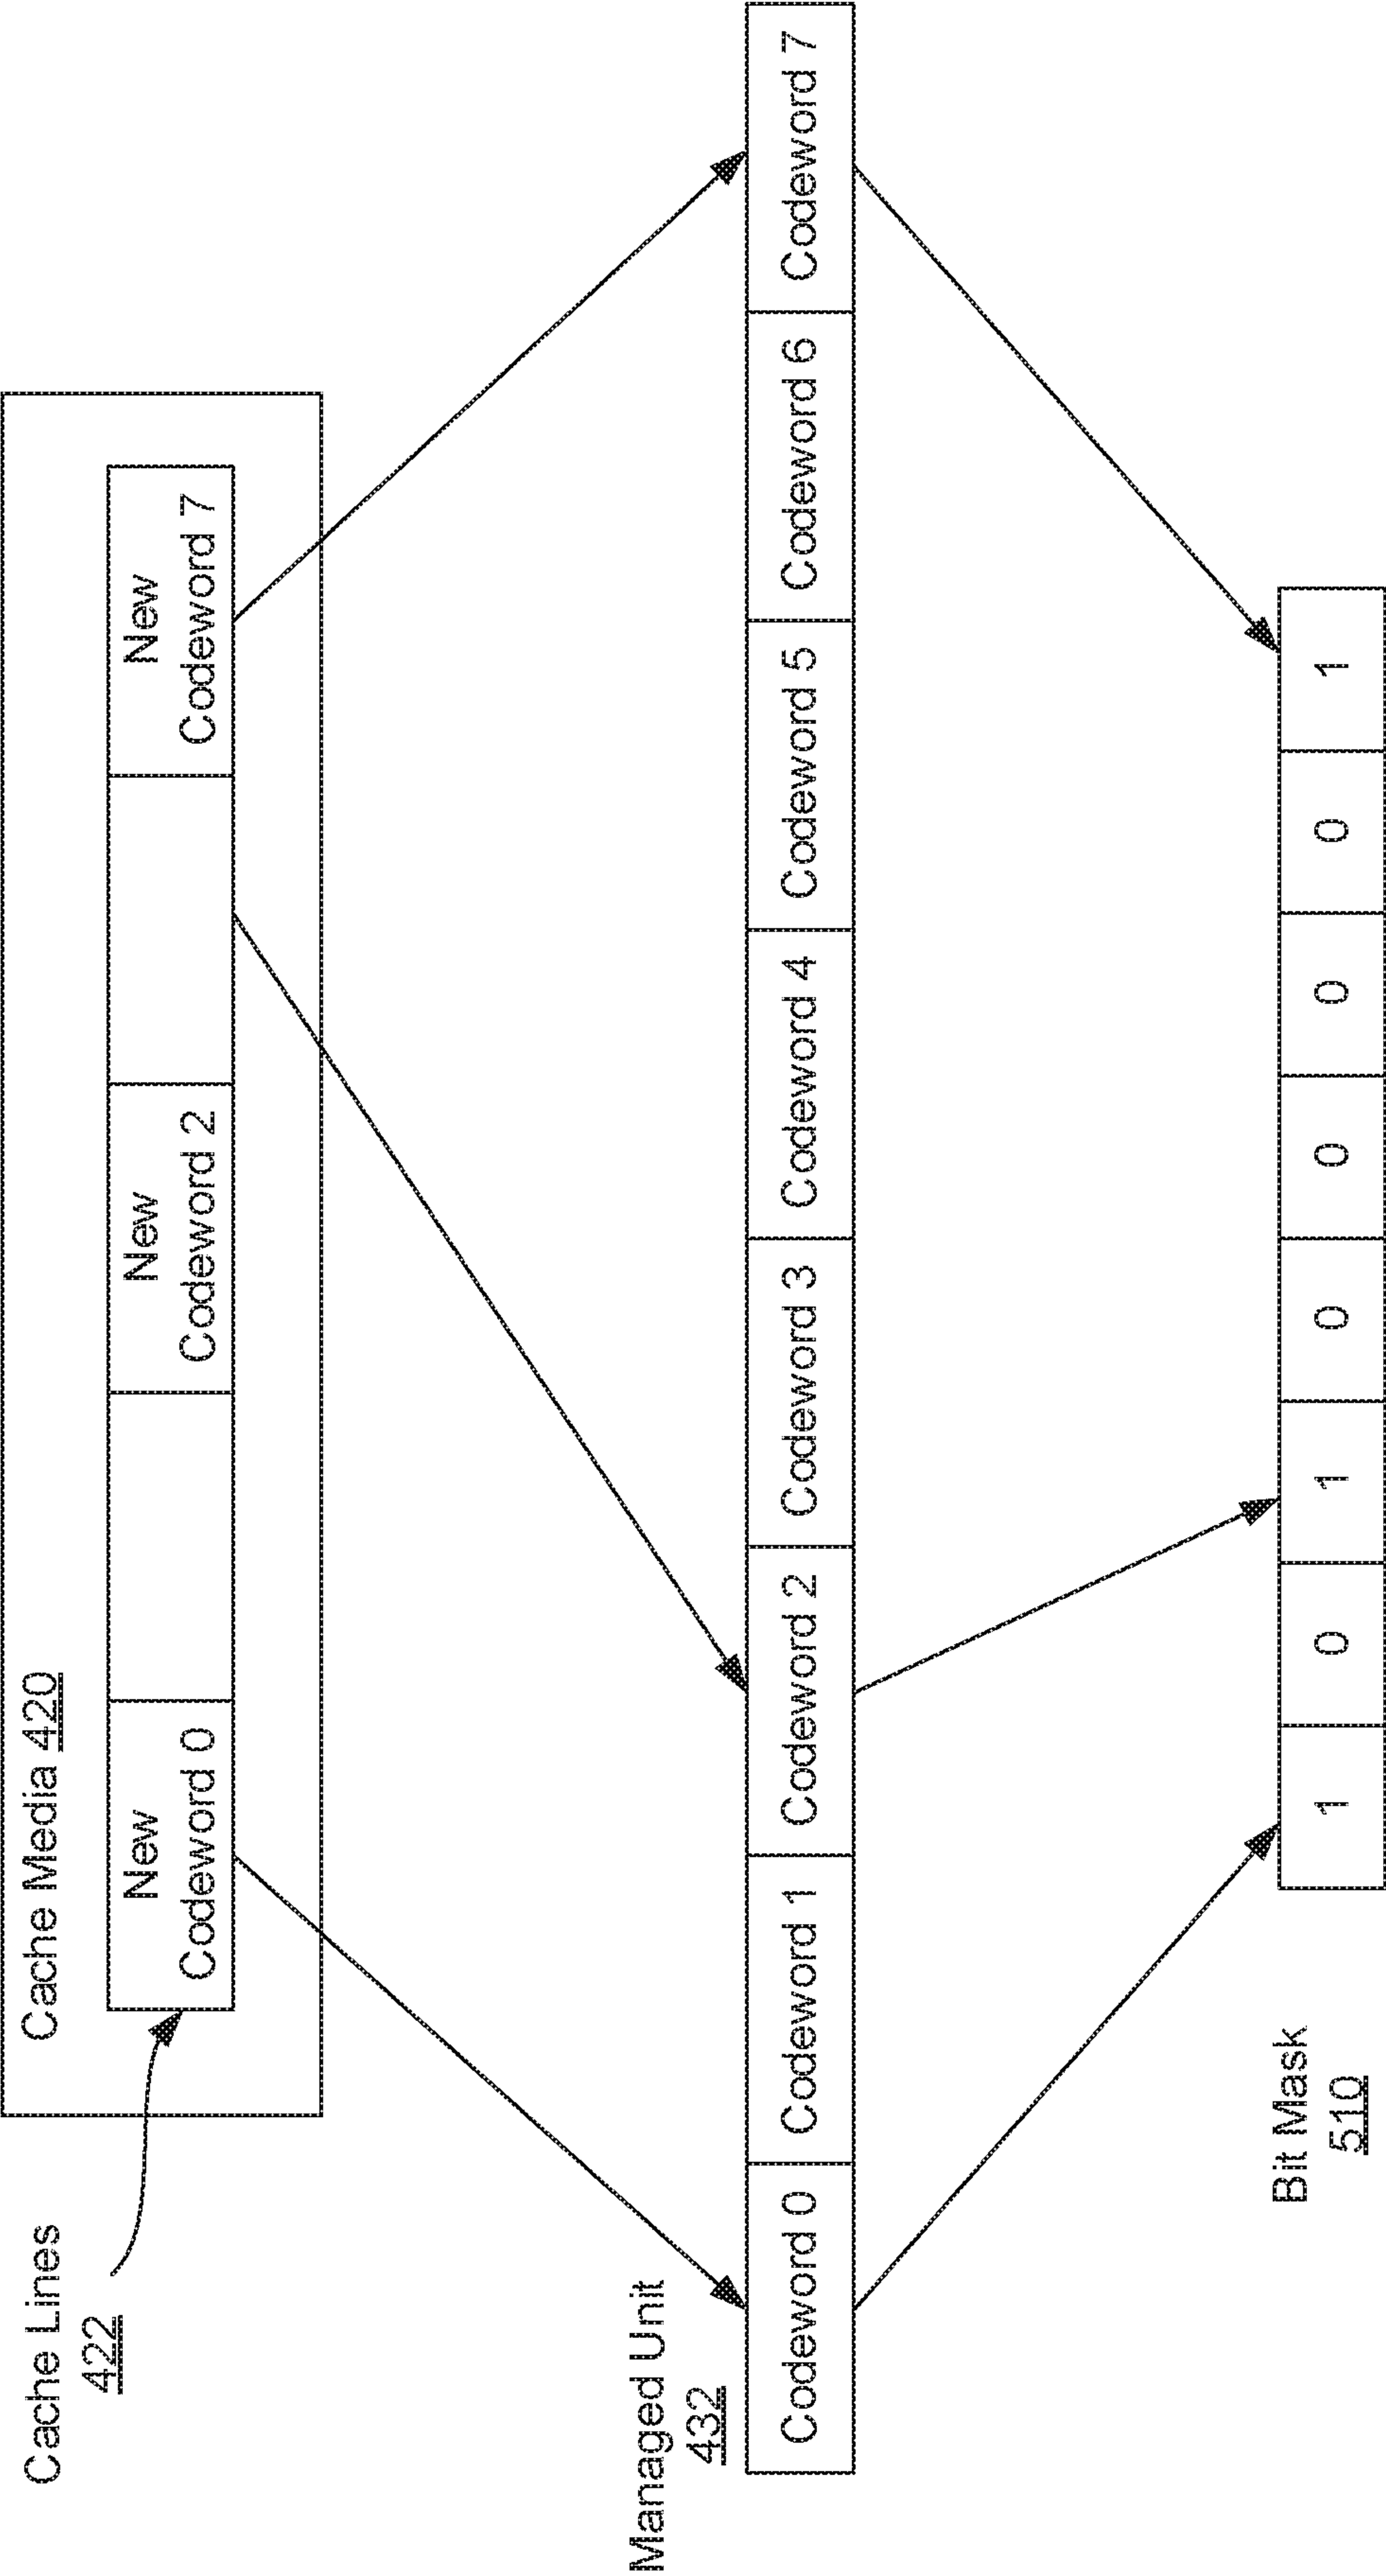 Cache Lines
422
Cache Media 420
New
Codeword 0
New
Codeword 2
New
Codeword 7
Managed Unit
432
Codeword 0
Codeword 1
Codeword 2
Codeword 3
Codeword 4
Codeword 5
Codeword 6
Codeword 7
Bit Mask
510
1
0
1
0
0
0
0
1